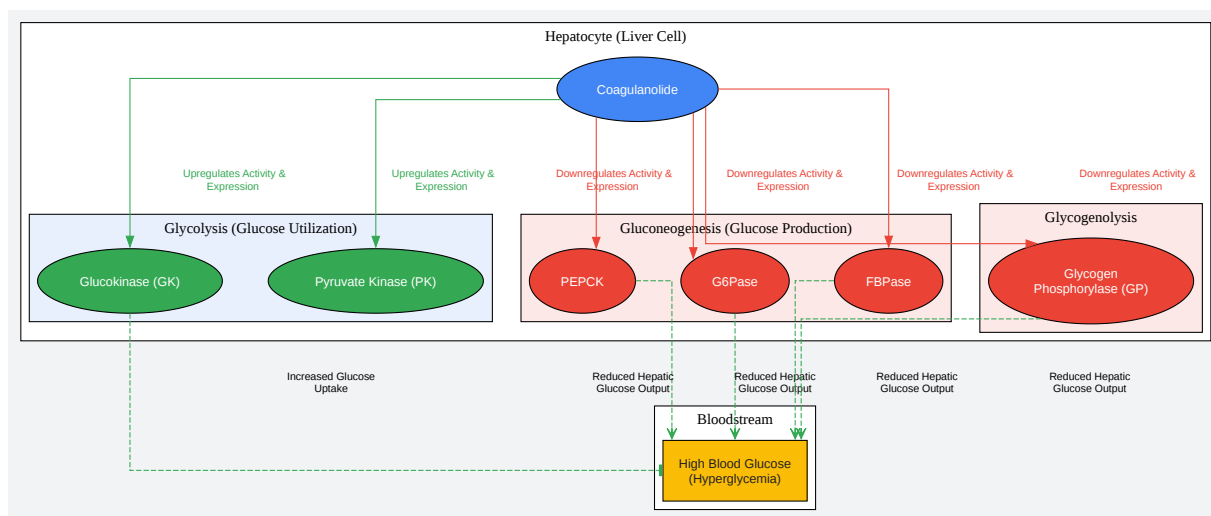 Hepatocyte (Liver Cell)
Coagulanolide
Upregulates Activity &
Expression
Upregulates Activity &
Expression
Downregulates Activity &
Expression
Downregulates Activity &
Expression
Downregulates Activity &
Expression
Downregulates Activity &
Expression
Glycolysis (Glucose Utilization)
Gluconeogenesis (Glucose Production)
Glycogenolysis
Glucokinase (GK)
Pyruvate Kinase (PK)
PEPCK
G6Pase
FBPase
Glycogen
Phosphorylase (GP)
Increased Glucose
Uptake
Reduced Hepatic
Glucose Output
Reduced Hepatic
Glucose Output
Reduced Hepatic
Glucose Output
Reduced Hepatic
Glucose Output
Bloodstream
High Blood Glucose
(Hyperglycemia)